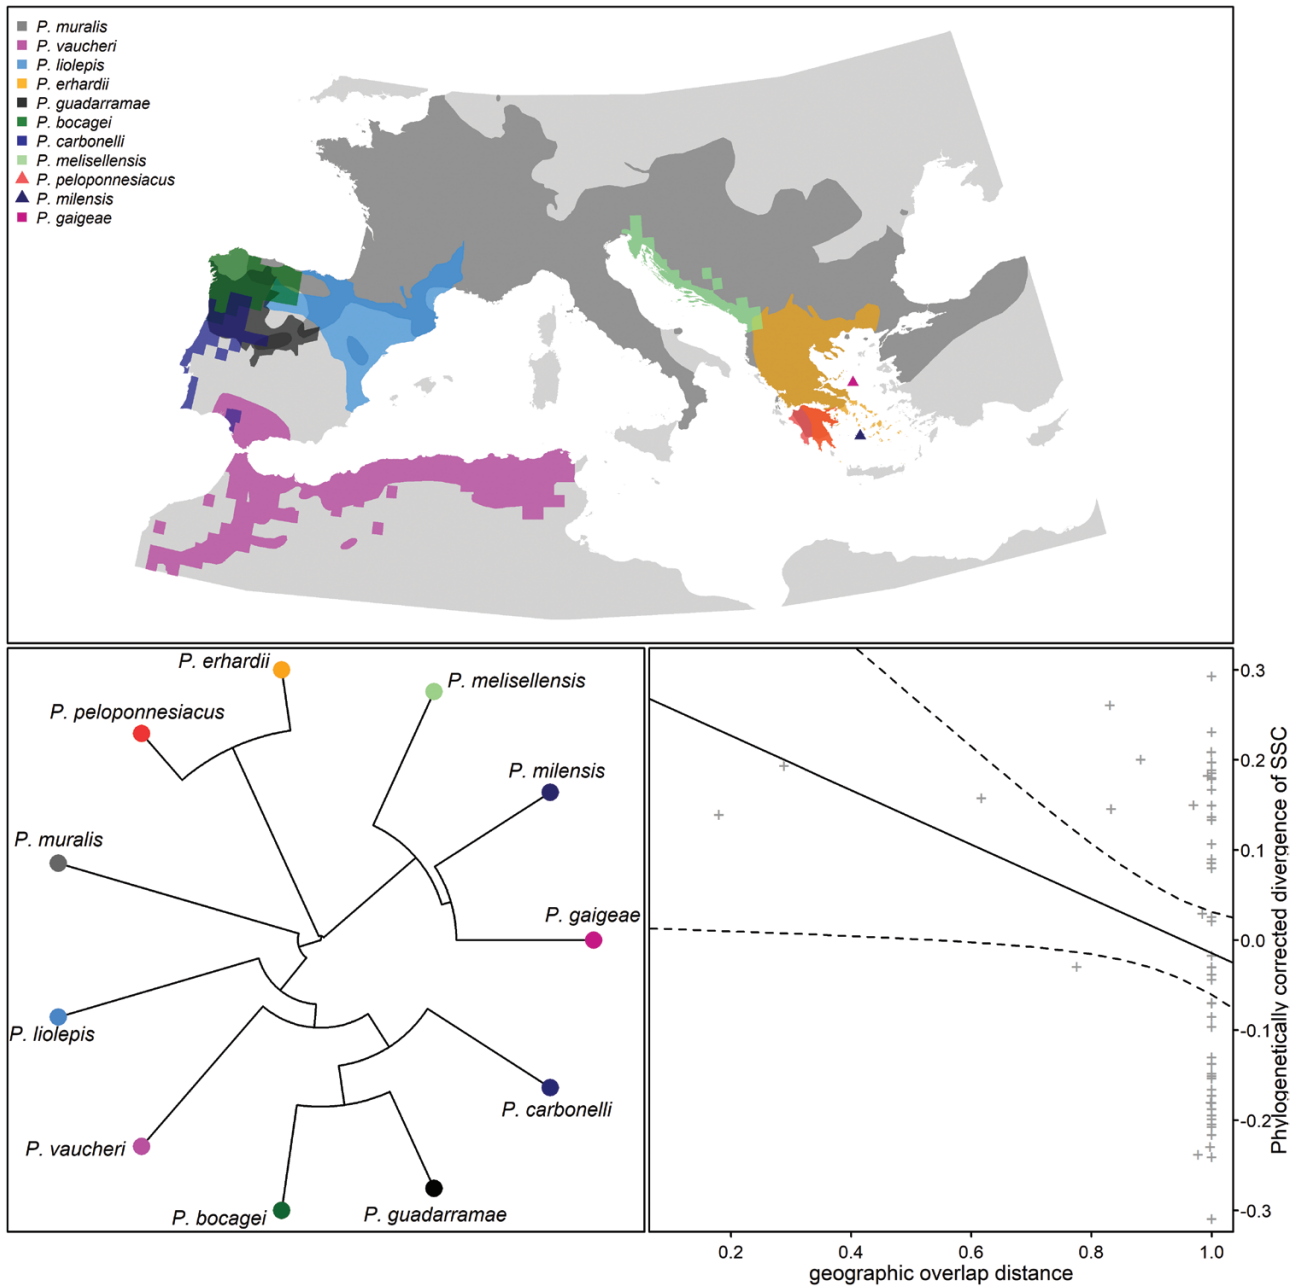 P. muralis
P. vaucheri
P. liolepis
P. erhardii
P. guadarramae
P. bocagei
P. carbonelli
P. melisellensis
P. peloponnesiacus
P. milensis
P. gaigeae
P. erhardii
P. melisellensis
P. peloponnesiacus
P. milensis
P. muralis
P. gaigeae
P. liolepis
P. carbonelli
P. vaucheri
P. bocagei
P. guadarramae
0.3
0.2
0.1
0.0
-0.1
-0.2
-0.3
Phylogenetically corrected divergence of SSC
0.2 0.4 0.6 0.8 1.0
geographic overlap distance